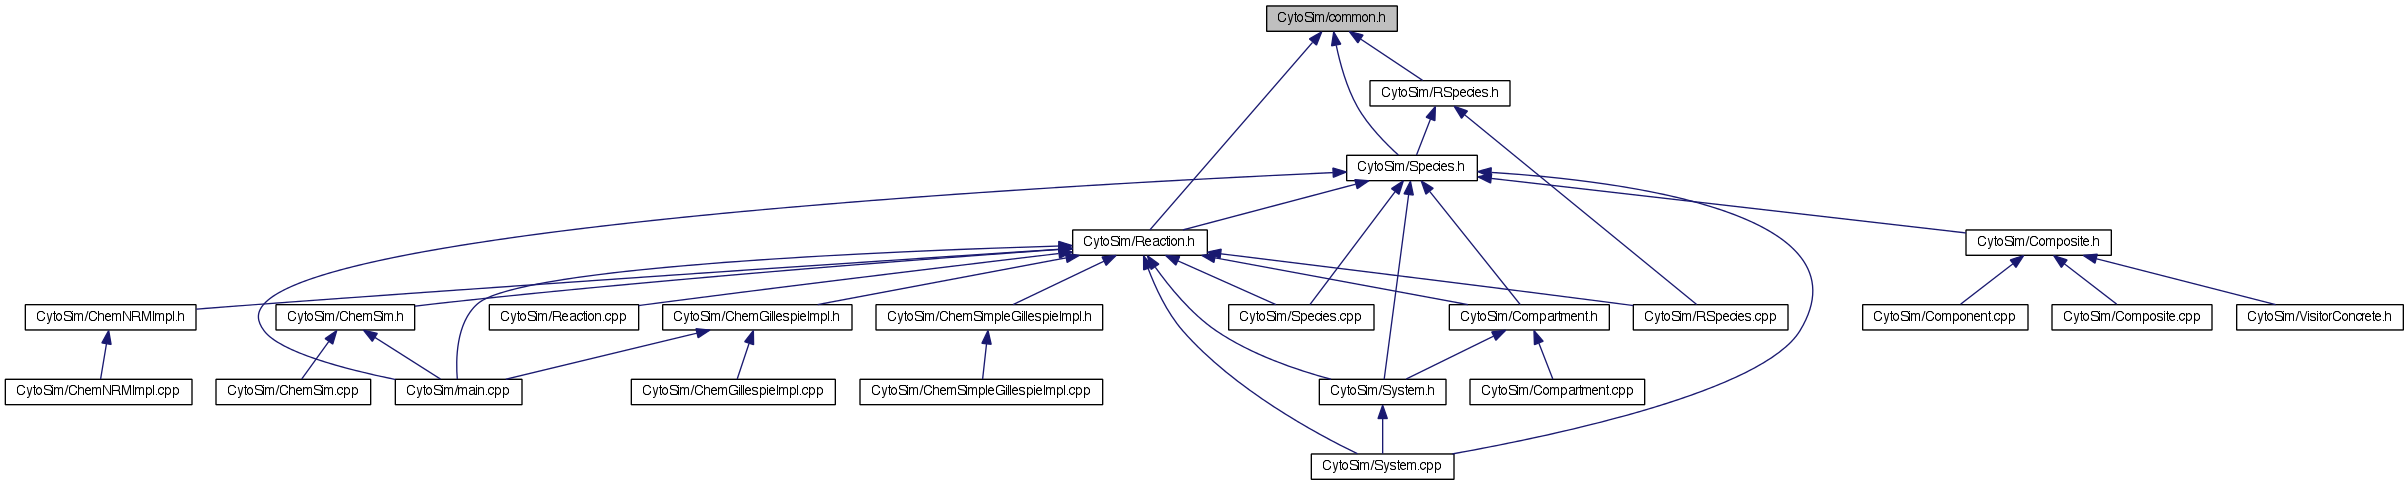 CytoSim/common.h
CytoSim/RSpecies.h
CytoSim/Species.h
CytoSim/Reaction.h
CytoSim/Composite.h
CytoSim/ChemNRMImpl.h
CytoSim/ChemSim.h
CytoSim/Reaction.cpp
CytoSim/ChemGillespieImpl.h
CytoSim/ChemSimpleGillespieImpl.h
CytoSim/Species.cpp
CytoSim/Compartment.h
CytoSim/RSpecies.cpp
CytoSim/Component.cpp
CytoSim/Composite.cpp
CytoSim/VisitorConcrete.h
CytoSim/ChemNRMImpl.cpp
CytoSim/ChemSim.cpp
CytoSim/main.cpp
CytoSim/ChemGillespieImpl.cpp
CytoSim/ChemSimpleGillespieImpl.cpp
CytoSim/System.h
CytoSim/Compartment.cpp
CytoSim/System.cpp